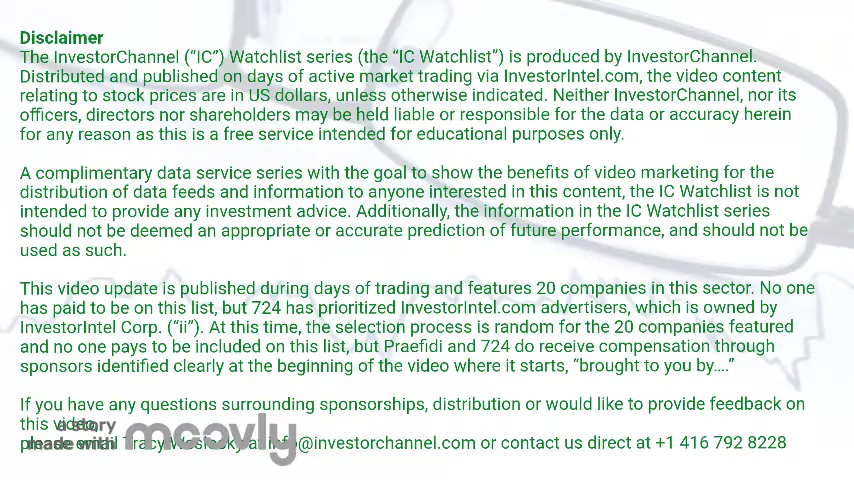 Disclaimer
The InvestorChannel (“IC”) Watchlist series (the “IC Watchlist”) is produced by InvestorChannel.
Distributed and published on days of active market trading via InvestorIntel.com, the video content
relating to stock prices are in US dollars, unless otherwise indicated. Neither InvestorChannel, nor its
officers, directors nor shareholders may be held liable or responsible for the data or accuracy herein
for any reason as this is a free service intended for educational purposes only.
A complimentary data service series with the goal to show the benefits of video marketing for the
distribution of data feeds and information to anyone interested in this content, the IC Watchlist is not
intended to provide any investment advice. Additionally, the information in the IC Watchlist series
should not be deemed an appropriate or accurate prediction of future performance, and should not be
used as such.
This video update is published during days of trading and features 20 companies in this sector. No one
has paid to be on this list, but 724 has prioritized InvestorIntel.com advertisers, which is owned by
InvestorIntel Corp. (“ii”). At this time, the selection process is random for the 20 companies featured
and no one pays to be included on this list, but Praefidi and 724 do receive compensation through
sponsors identified clearly at the beginning of the video where it starts, “brought to you by....”
If you have any questions surrounding sponsorships, distribution or would like to provide feedback on
this video,
please email Tracy at info@investorchannel.com or contact us direct at +1 416 792 8228
a story
made with moovly